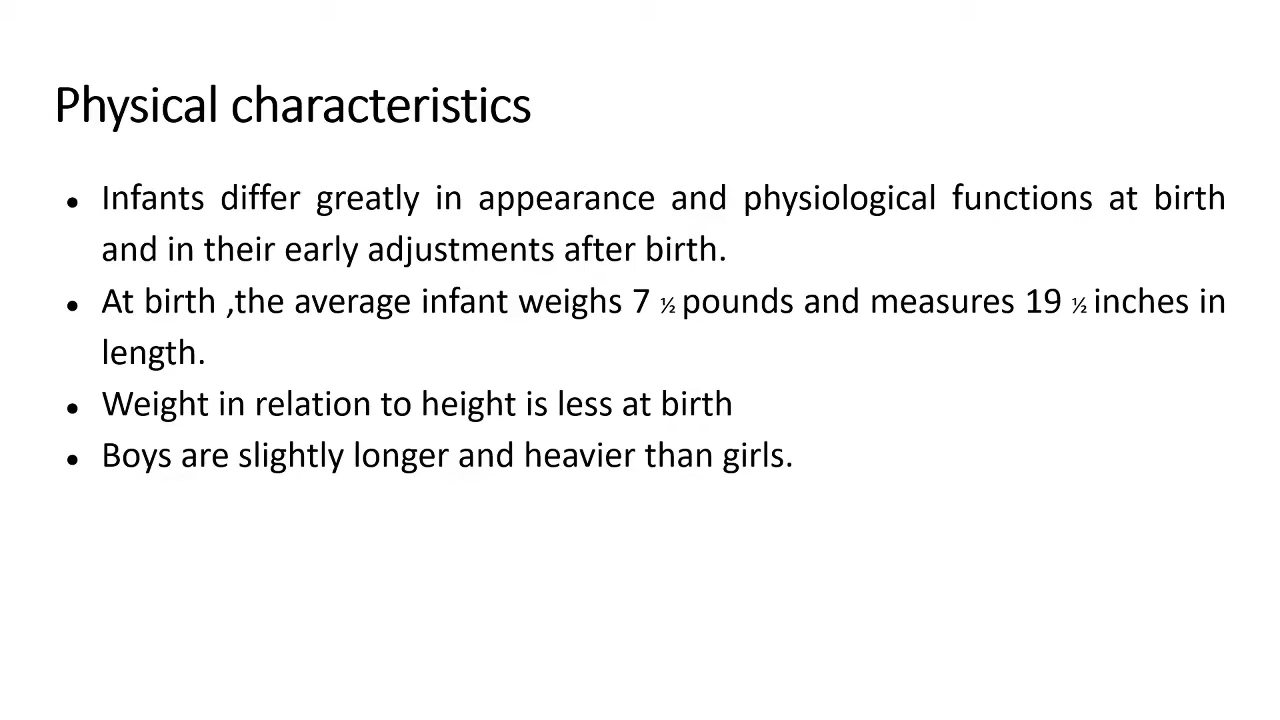 Physical characteristics
● Infants differ greatly in appearance and physiological functions at birth
and in their early adjustments after birth.
● At birth ,the average infant weighs 7 ½ pounds and measures 19 ½ inches in
length.
● Weight in relation to height is less at birth
● Boys are slightly longer and heavier than girls.